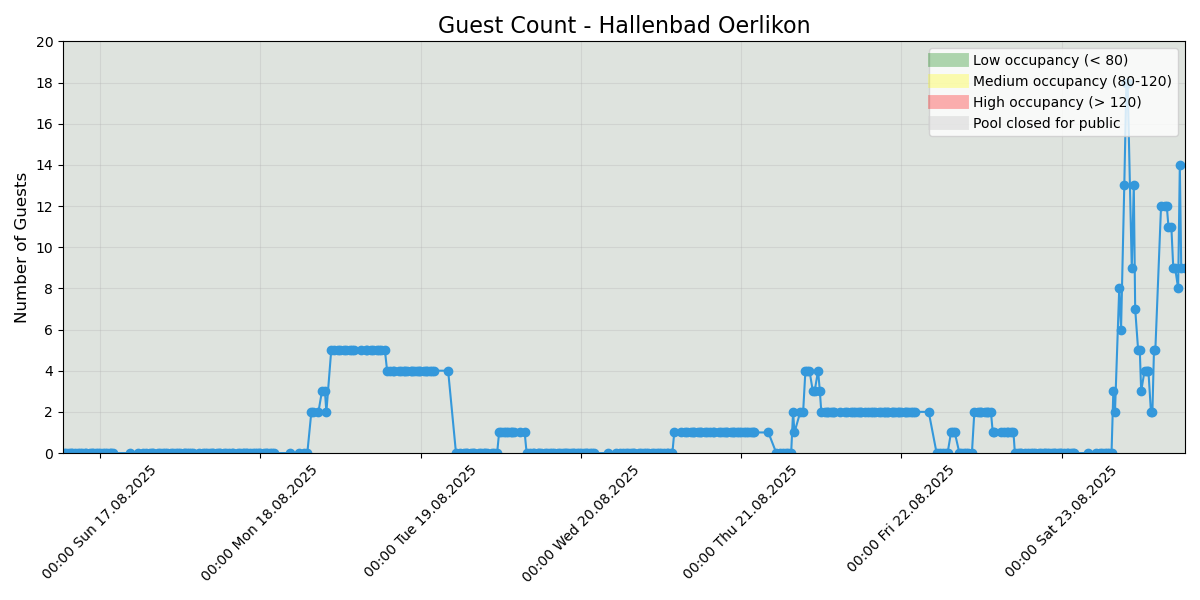 Guest Count - Hallenbad Oerlikon
Number of Guests
20
18
16
14
12
10
8
6
4
2
0
Low occupancy (< 80)
Medium occupancy (80-120)
High occupancy (> 120)
Pool closed for public
00:00 Sun 17.08.2025
00:00 Mon 18.08.2025
00:00 Tue 19.08.2025
00:00 Wed 20.08.2025
00:00 Thu 21.08.2025
00:00 Fri 22.08.2025
00:00 Sat 23.08.2025